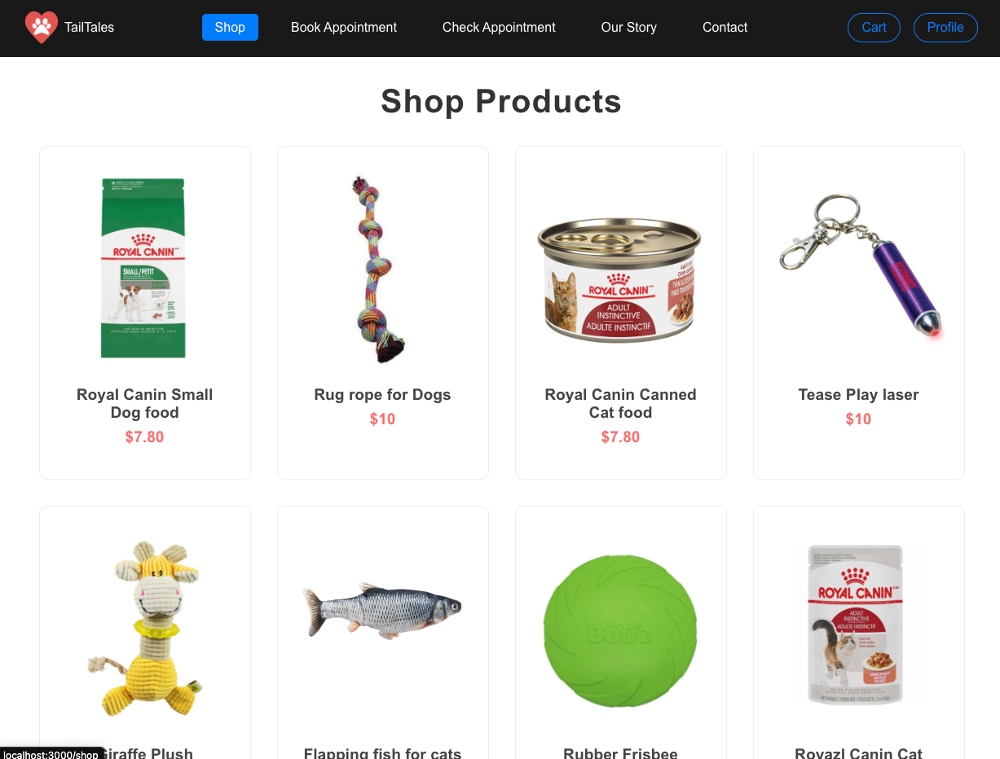 TailTales
Shop
Book Appointment
Check Appointment
Our Story
Contact
Cart
Profile
Shop Products
ROYAL CANIN
SMALL/PETIT
ROYAL CANIN
ADULT
INSTINCTIVE
ADULTE INSTINCTIF
Royal Canin Small
Dog food
$7.80
Rug rope for Dogs
$10
Royal Canin Canned
Cat food
$7.80
Tease Play laser
$10
BÜD'z
ROYAL CANIN
ADULT
INSTINCTIVE
ADULTE INSTINCTIF
Giraffe Plush
Flapping fish for cats
Rubber Frisbee
Royazl Canin Cat
localhost:3000/shop